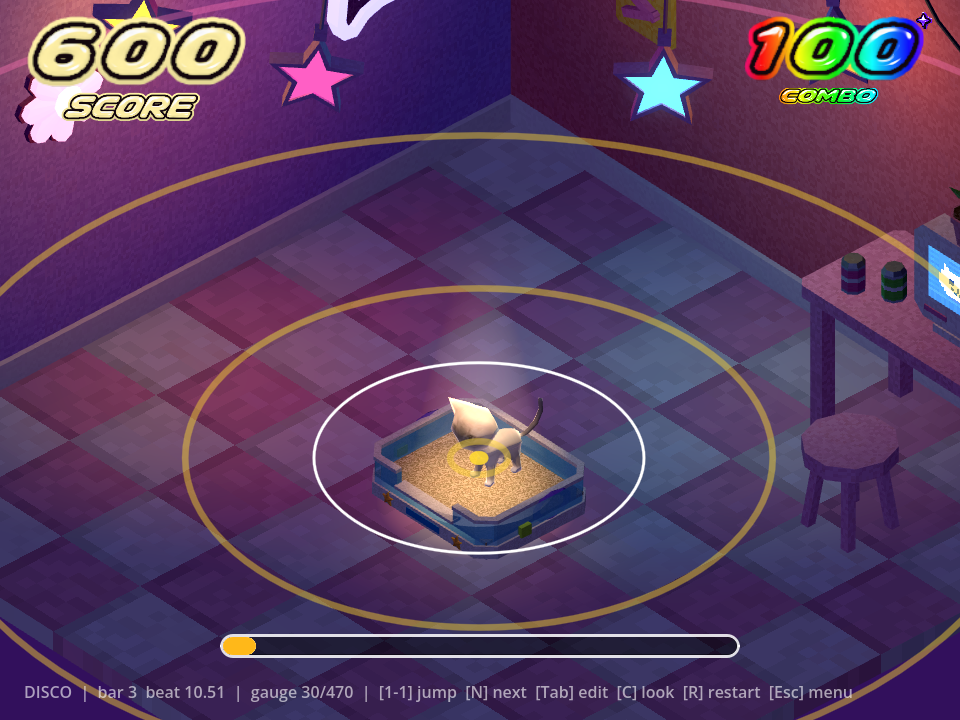 600
SCORE
100
COMBO
DISCO | bar 3 beat 10.51 | gauge 30/470 | [1-1] jump [N] next [Tab] edit [C] look [R] restart [Esc] menu